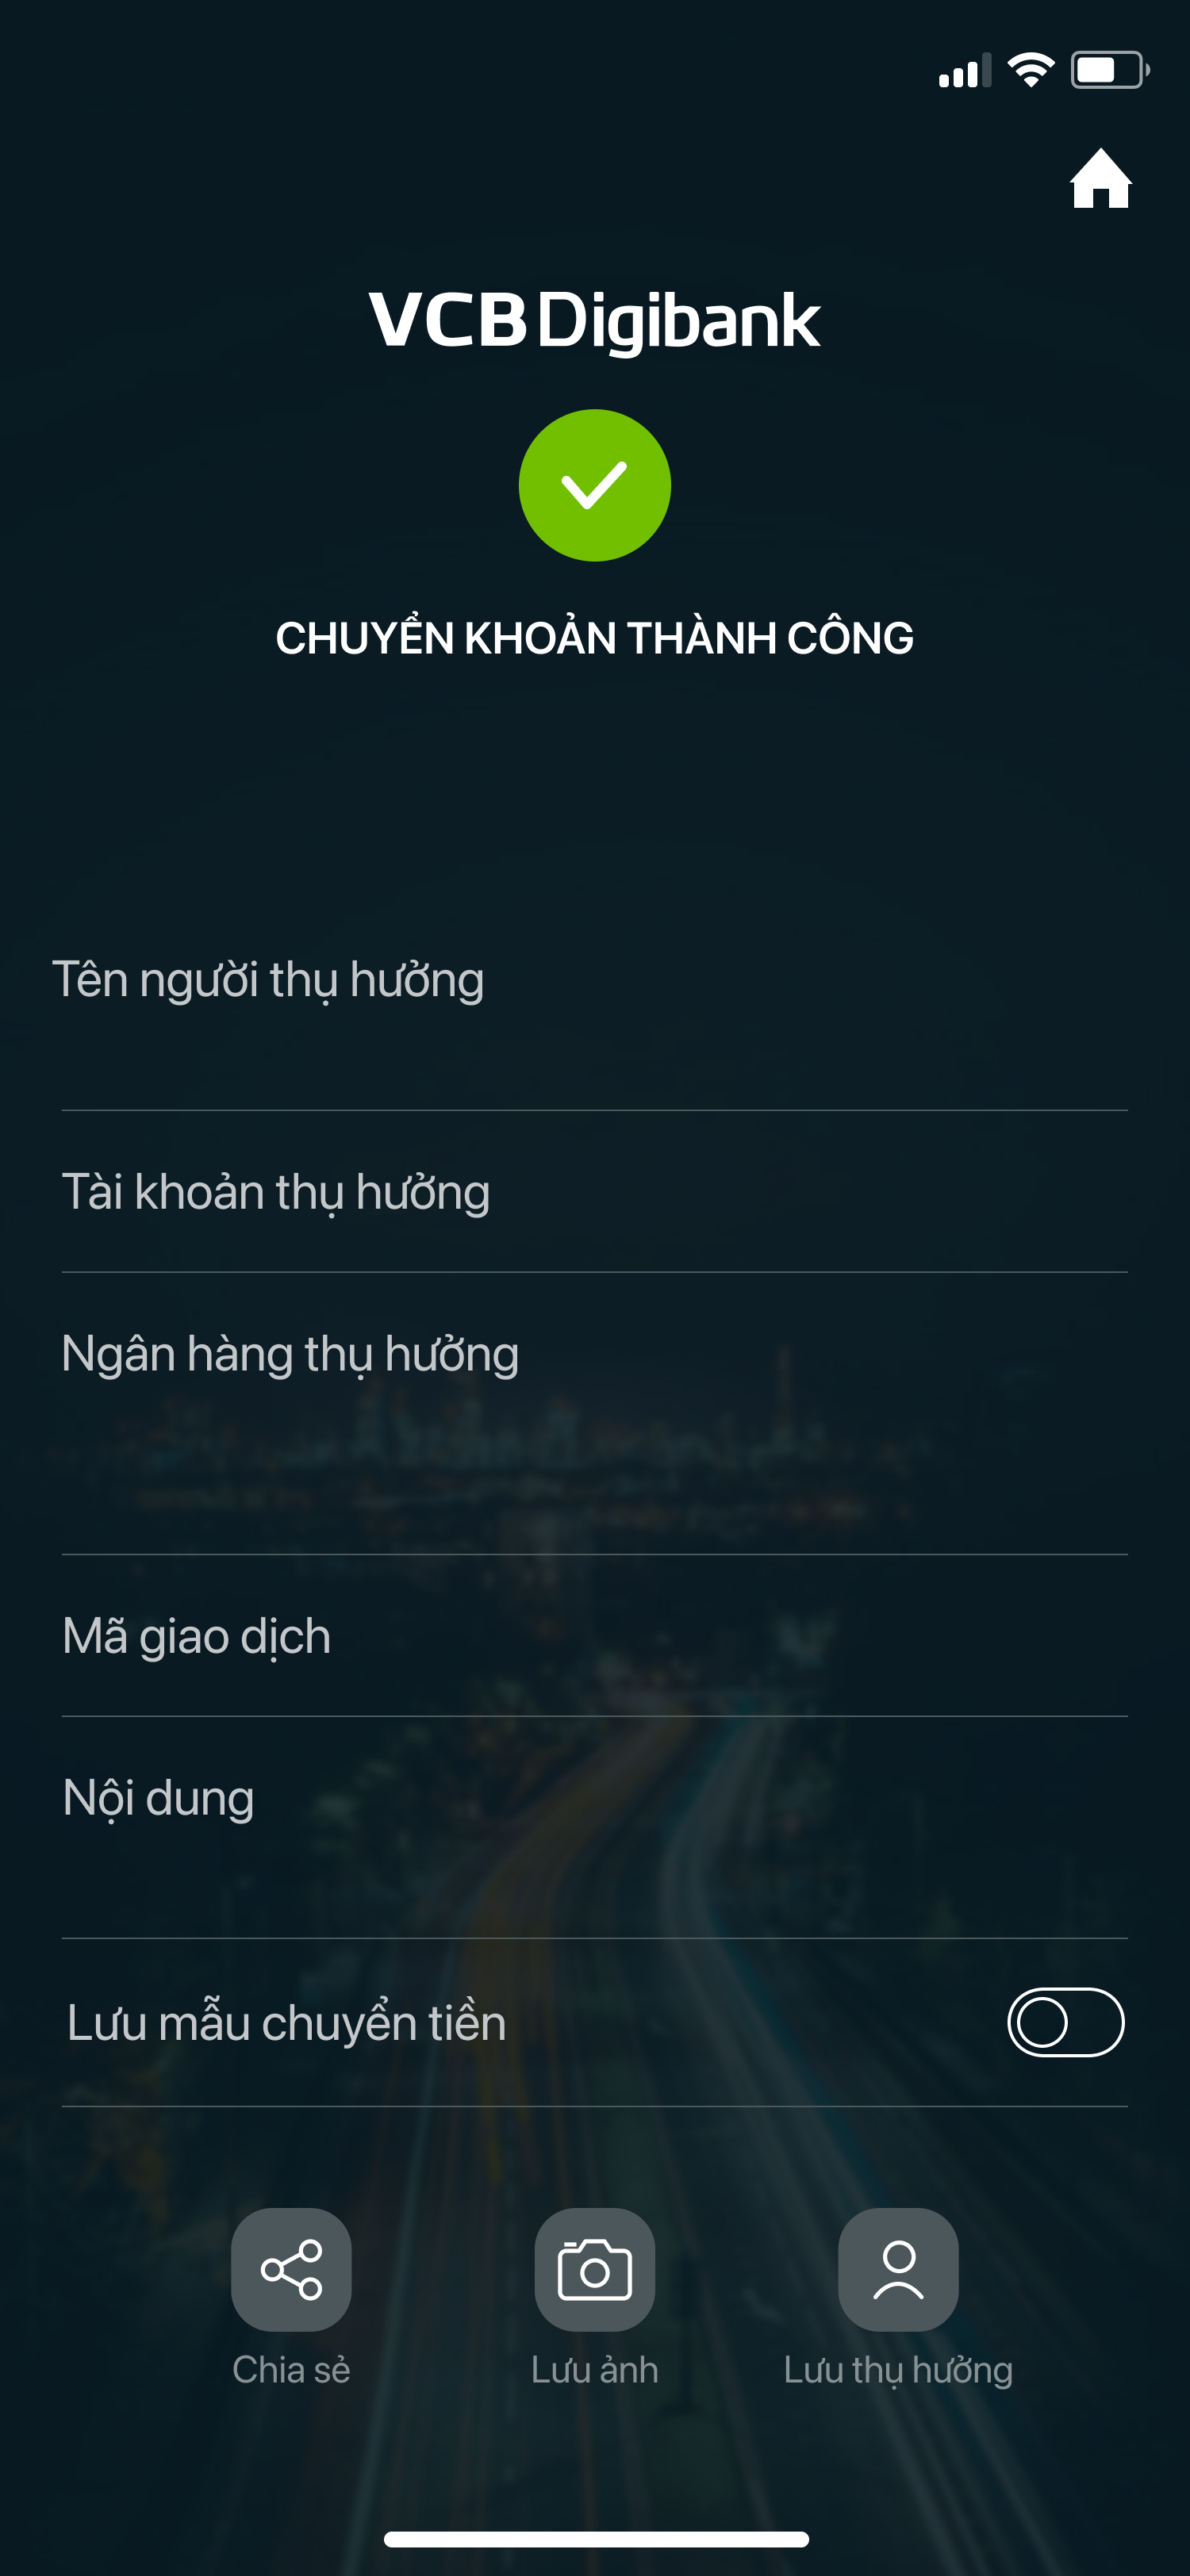 VCB Digibank
CHUYỂN KHOẢN THÀNH CÔNG
Tên người thụ hưởng
Tài khoản thụ hưởng
Ngân hàng thụ hưởng
Mã giao dịch
Nội dung
Lưu mẫu chuyển tiền
Chia sẻ
Lưu ảnh
Lưu thụ hưởng